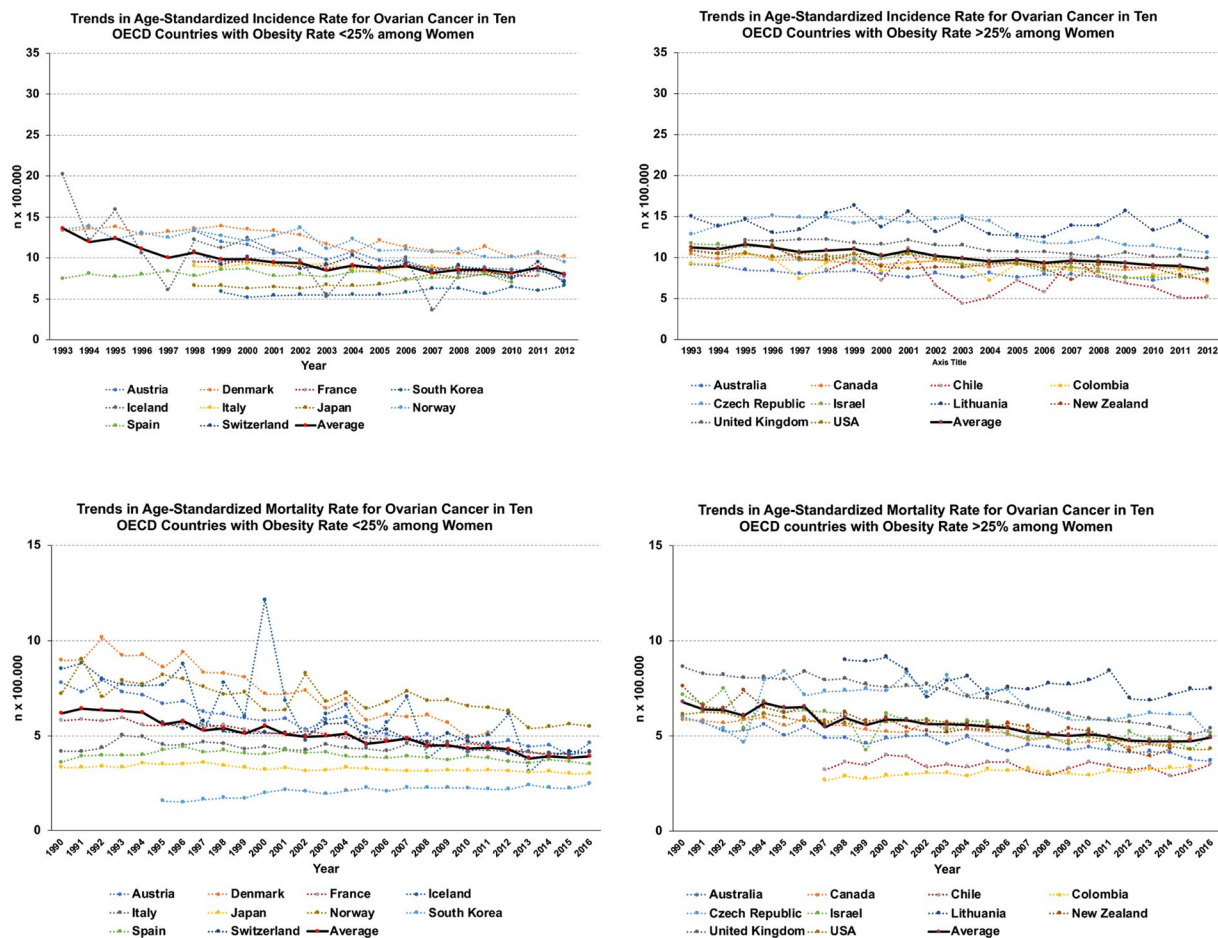 Trends in Age-Standardized Incidence Rate for Ovarian Cancer in Ten
OECD Countries with Obesity Rate <25% among Women
n x 100.000
35
30
25
20
15
10
5
0
1993 1994 1995 1996 1997 1998 1999 2000 2001 2002 2003 2004 2005 2006 2007 2008 2009 2010 2011 2012
Year
Austria Denmark France South Korea
Iceland Italy Japan Norway
Spain Switzerland Average
Trends in Age-Standardized Incidence Rate for Ovarian Cancer in Ten
OECD Countries with Obesity Rate >25% among Women
n x 100.000
35
30
25
20
15
10
5
0
1993 1994 1995 1996 1997 1998 1999 2000 2001 2002 2003 2004 2005 2006 2007 2008 2009 2010 2011 2012
Axis Title
Australia Canada Chile Colombia
Czech Republic Israel Lithuania New Zealand
United Kingdom USA Average
Trends in Age-Standardized Mortality Rate for Ovarian Cancer in Ten
OECD Countries with Obesity Rate <25% among Women
n x 100.000
15
10
5
0
1990 1991 1992 1993 1994 1995 1996 1997 1998 1999 2000 2001 2002 2003 2004 2005 2006 2007 2008 2009 2010 2011 2012 2013 2014 2015 2016
Year
Austria Denmark France Iceland
Italy Japan Norway South Korea
Spain Switzerland Average
Trends in Age-Standardized Mortality Rate for Ovarian Cancer in Ten
OECD countries with Obesity Rate >25% among Women
n x 100.000
15
10
5
0
1990 1991 1992 1993 1994 1995 1996 1997 1998 1999 2000 2001 2002 2003 2004 2005 2006 2007 2008 2009 2010 2011 2012 2013 2014 2015 2016
Year
Australia Canada Chile Colombia
Czech Republic Israel Lithuania New Zealand
United Kingdom USA Average